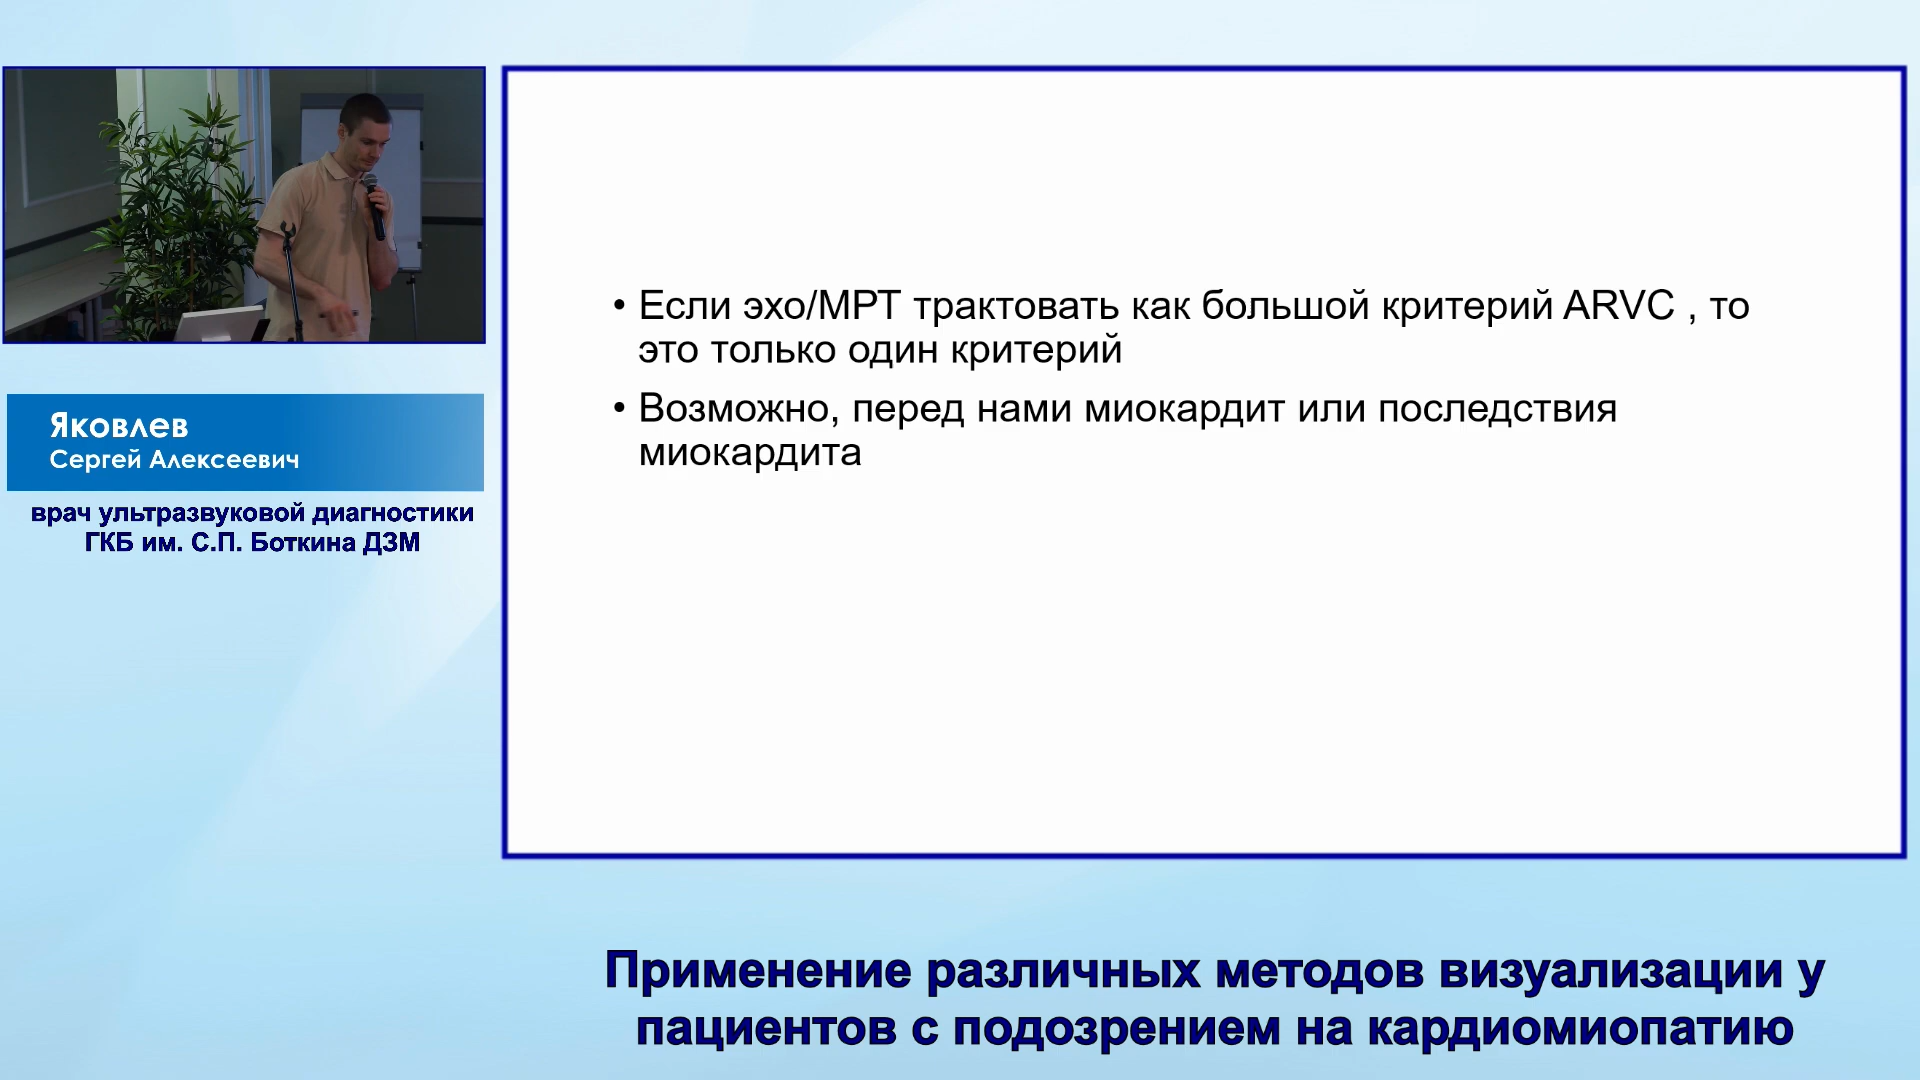 Яковлев
Сергей Алексеевич
врач ультразвуковой диагностики
ГКБ им. С.П. Боткина ДЗМ
• Если эхо/МРТ трактовать как большой критерий ARVC , то
это только один критерий
• Возможно, перед нами миокардит или последствия
миокардита
Применение различных методов визуализации у
пациентов с подозрением на кардиомиопатию